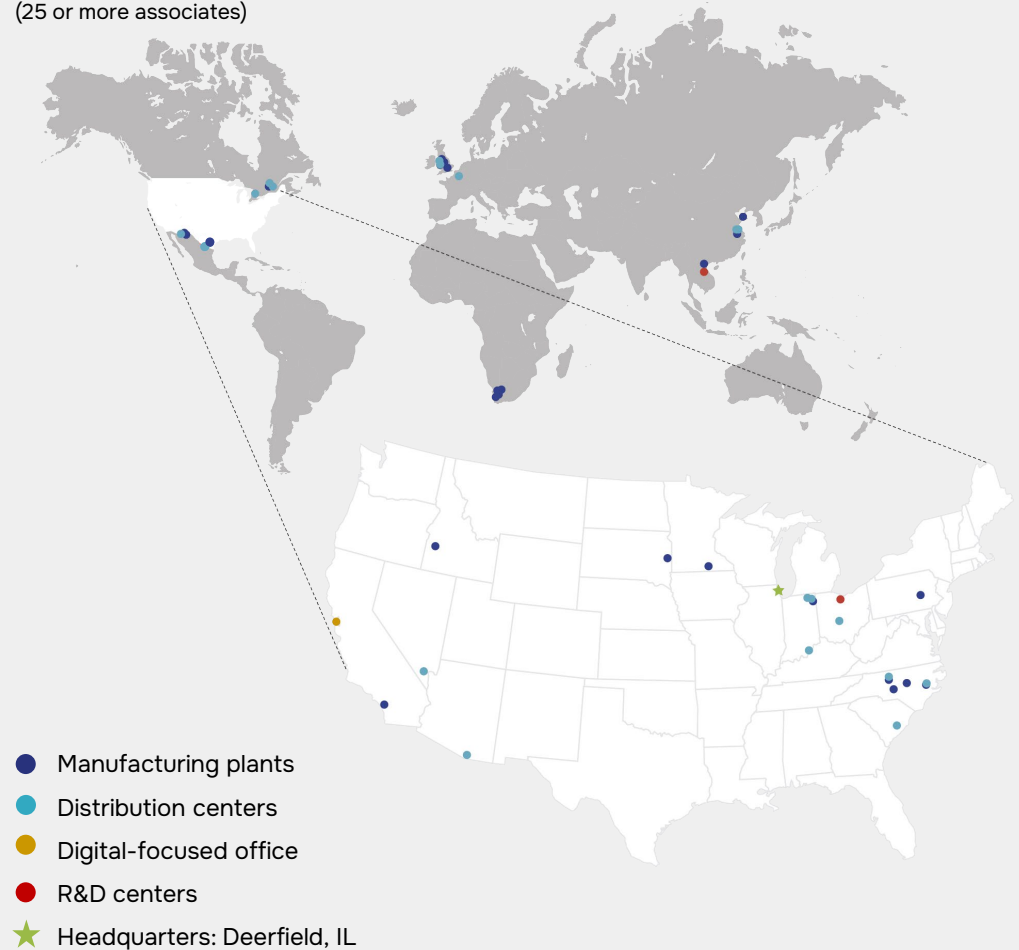 (25 or more associates)
Manufacturing plants
Distribution centers
Digital-focused office
R&D centers
Headquarters: Deerfield, IL